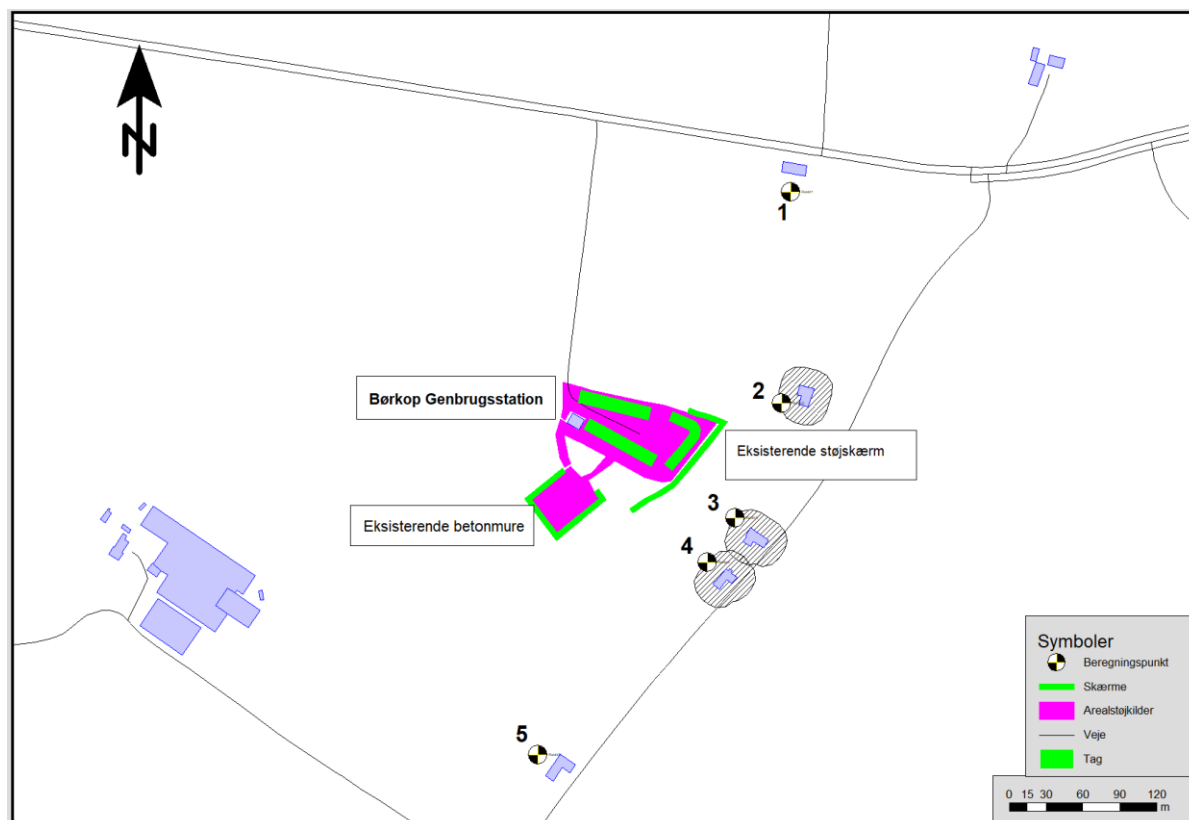 N
1
Børkop Genbrugsstation
2
Eksisterende støjskærm
Eksisterende betonmure
3
4
5
Symboler
Beregningspunkt
Skærme
Arealstøjkilder
Veje
Tag
0 15 30 60 90 120
m